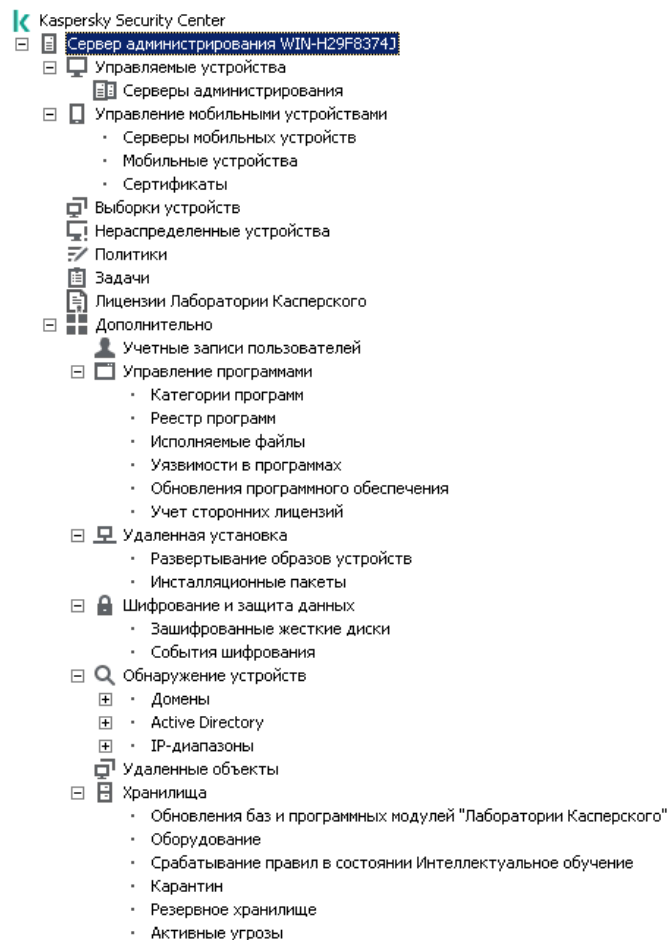 Kaspersky Security Center
Сервер администрирования WIN-H29F8374J
Управляемые устройства
Серверы администрирования
Управление мобильными устройствами
Серверы мобильных устройств
Мобильные устройства
Сертификаты
Выборки устройств
Нераспределенные устройства
Политики
Задачи
Лицензии Лаборатории Касперского
Дополнительно
Учетные записи пользователей
Управление программами
Категории программ
Реестр программ
Исполняемые файлы
Уязвимости в программах
Обновления программного обеспечения
Учет сторонних лицензий
Удаленная установка
Развертывание образов устройств
Инсталляционные пакеты
Шифрование и защита данных
Зашифрованные жесткие диски
События шифрования
Обнаружение устройств
Домены
Active Directory
IP-диапазоны
Удаленные объекты
Хранилища
Обновления баз и программных модулей "Лаборатории Касперского"
Оборудование
Срабатывание правил в состоянии Интеллектуальное обучение
Карантин
Резервное хранилище
Активные угрозы